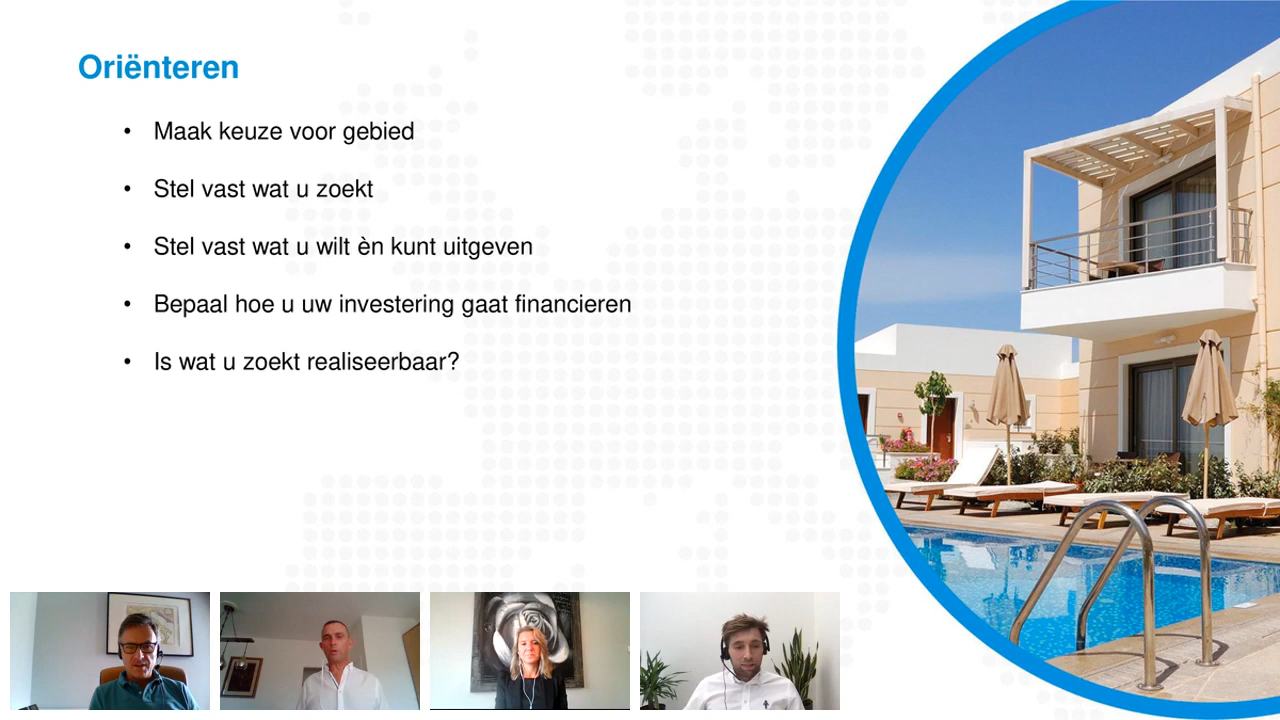 Oriënteren
• Maak keuze voor gebied
• Stel vast wat u zoekt
• Stel vast wat u wilt èn kunt uitgeven
• Bepaal hoe u uw investering gaat financieren
• Is wat u zoekt realiseerbaar?